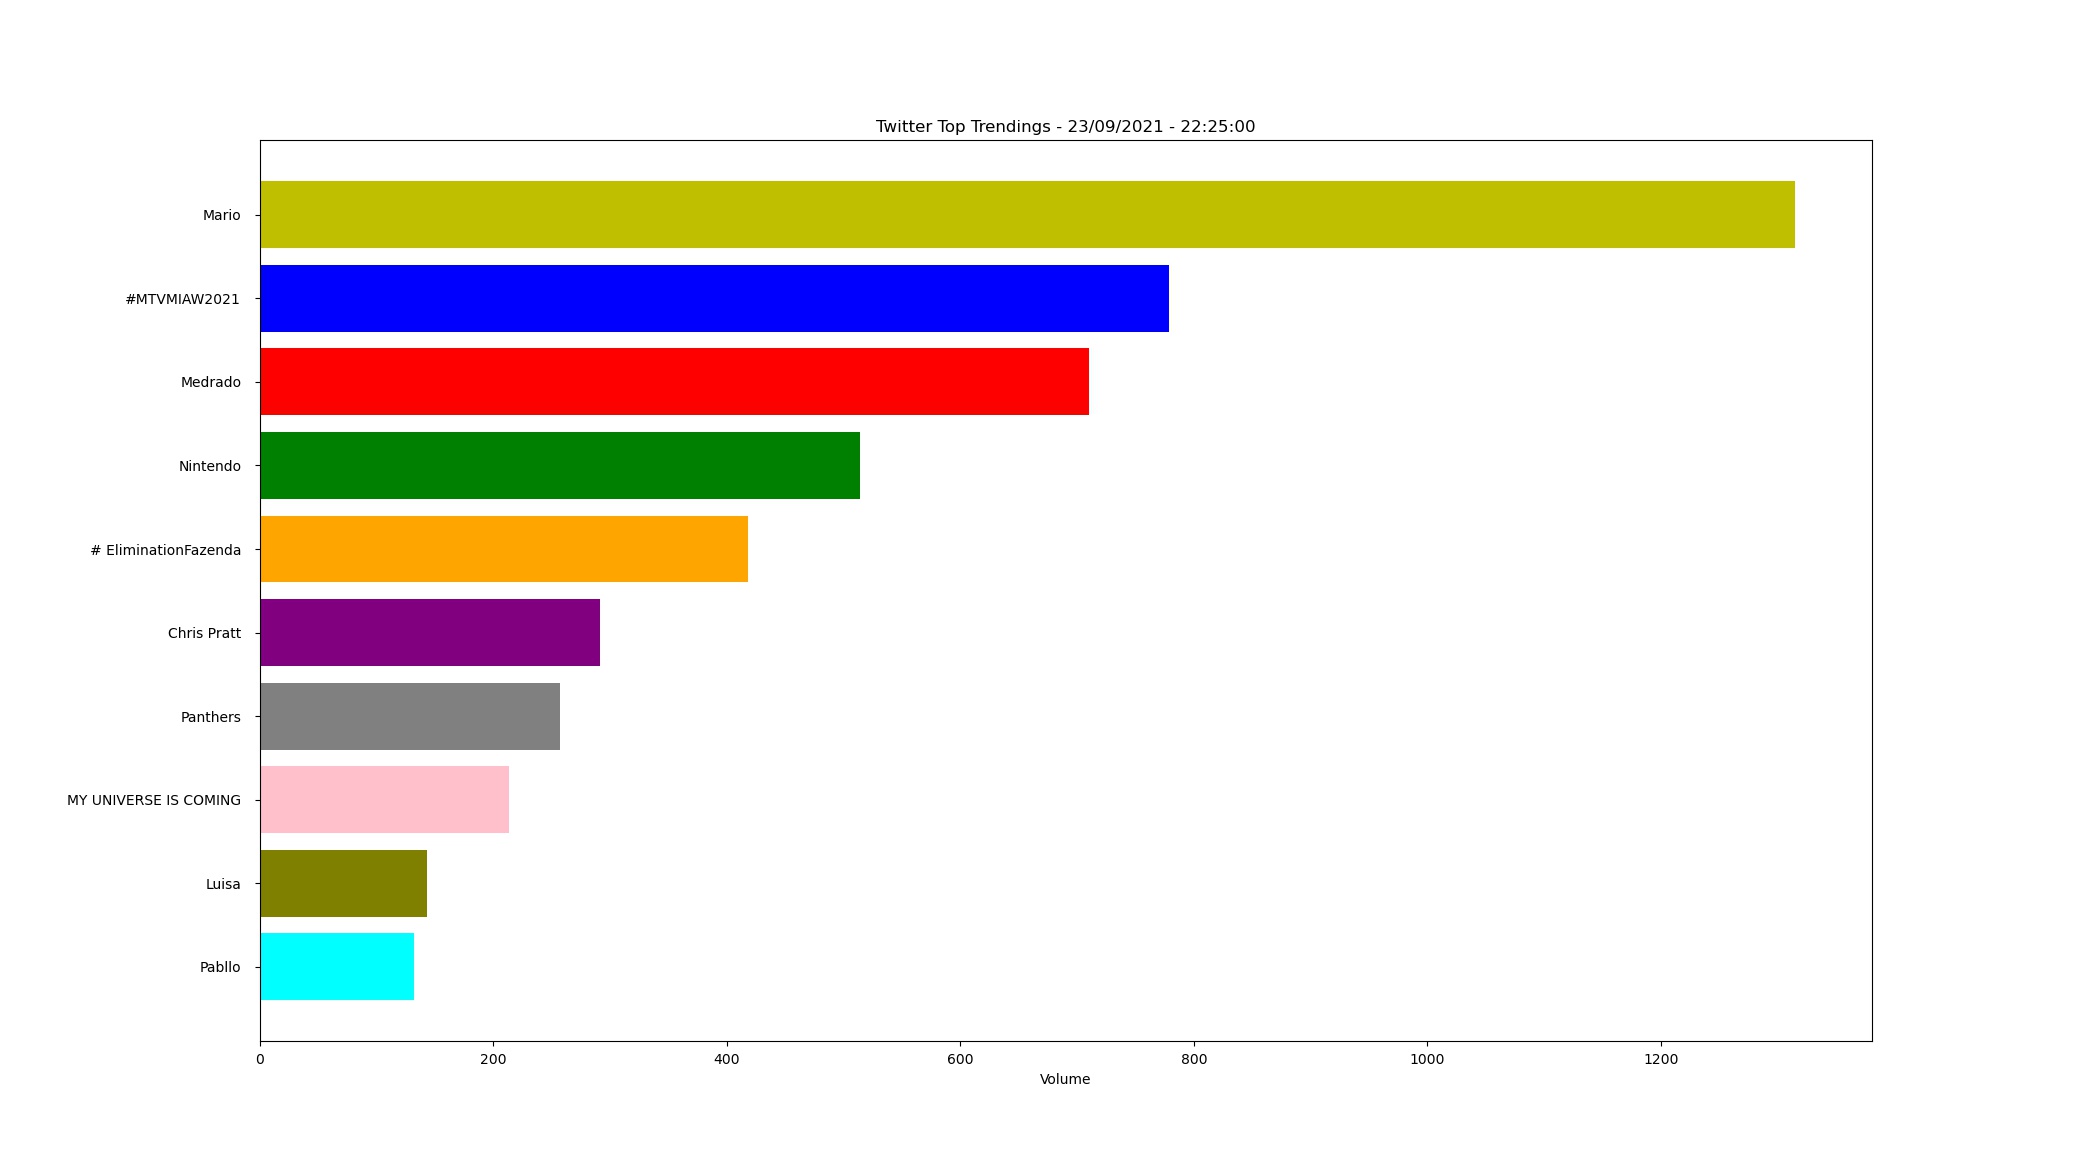 Twitter Top Trendings - 23/09/2021 - 22:25:00
Mario
#MTVMIAW2021
Medrado
Nintendo
# EliminationFazenda
Chris Pratt
Panthers
MY UNIVERSE IS COMING
Luisa
Pabllo
0 200 400 600 800 1000 1200
Volume